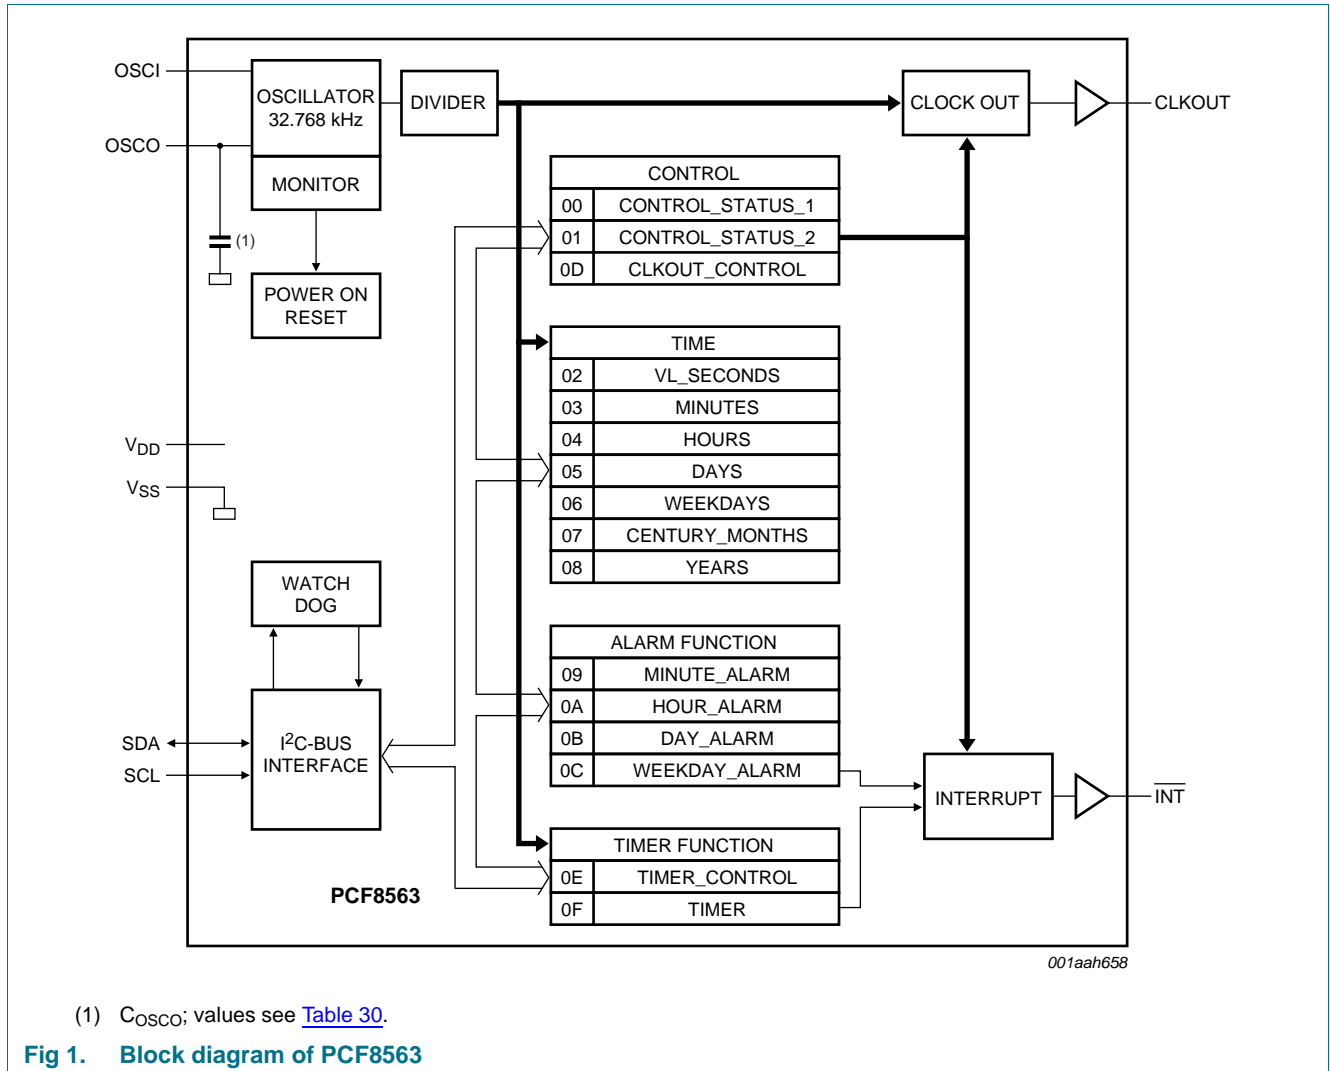 OSCI
OSCILLATOR
32.768 kHz
DIVIDER
CLOCK OUT
CLKOUT
OSCO
MONITOR
(1)
POWER ON
RESET
CONTROL
00 CONTROL_STATUS_1
01 CONTROL_STATUS_2
0D CLKOUT_CONTROL
TIME
02 VL_SECONDS
03 MINUTES
04 HOURS
05 DAYS
06 WEEKDAYS
07 CENTURY_MONTHS
08 YEARS
VDD
VSS
WATCH
DOG
ALARM FUNCTION
09 MINUTE_ALARM
0A HOUR_ALARM
0B DAY_ALARM
0C WEEKDAY_ALARM
SDA
SCL
I2C-BUS
INTERFACE
INTERRUPT
INT
TIMER FUNCTION
0E TIMER_CONTROL
0F TIMER
PCF8563
001aah658
(1) COSCO; values see Table 30.
Fig 1. Block diagram of PCF8563